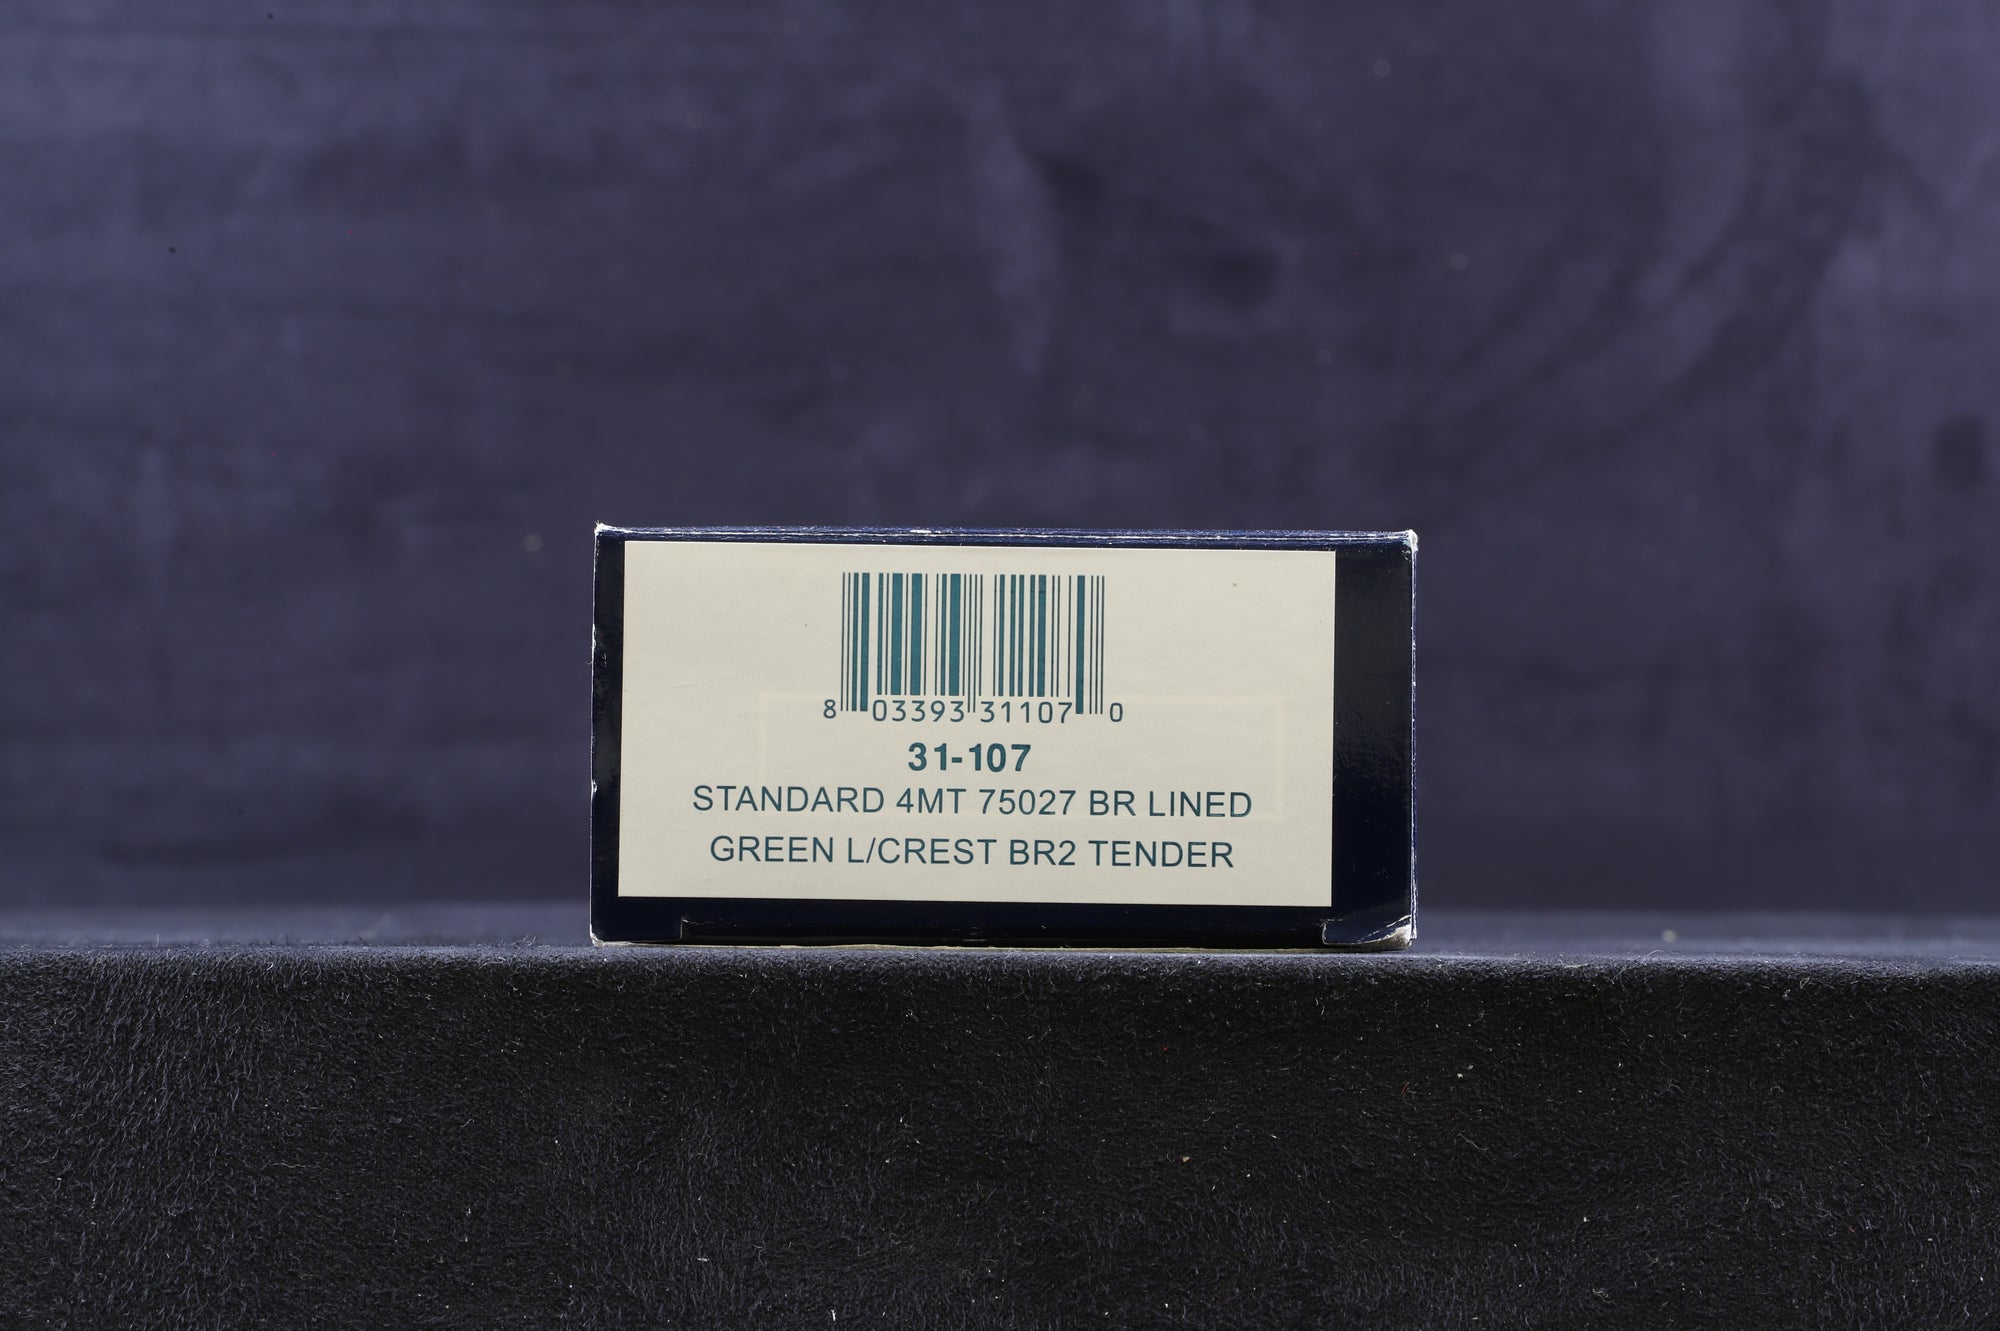 8 03393 31107 0
31-107
STANDARD 4MT 75027 BR LINED
GREEN L/CREST BR2 TENDER